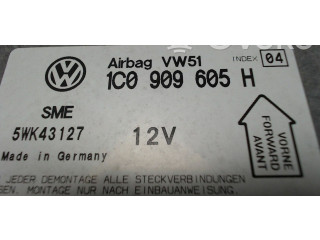 Airbag VW51 INDEX 04
1C0 909 605 H
SME
5WK43127 12V
Made in Germany
VORNE
FORWARD
AVANT
JEDER DEMONTAGE ALLE STECKVERBINDUNGEN
NUR NACH EINBAUANWEISUNG.